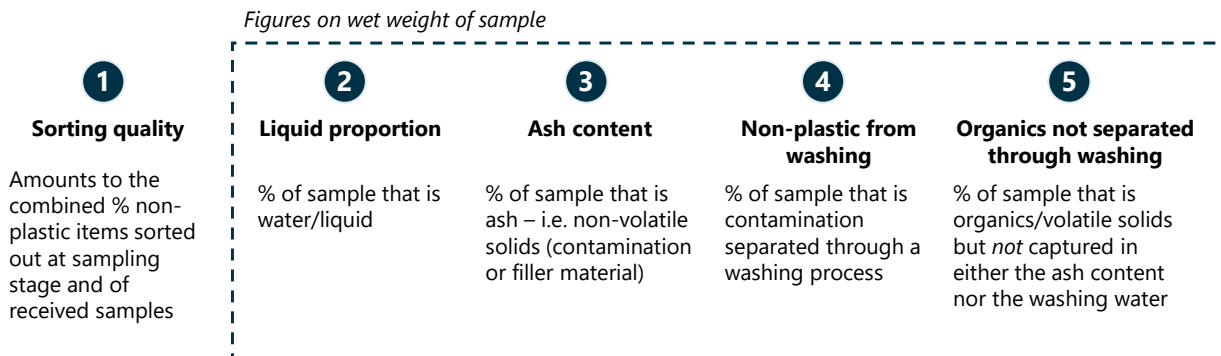 Figures on wet weight of sample
1
Sorting quality
Amounts to the
combined % non-
plastic items sorted
out at sampling
stage and of
received samples
2
Liquid proportion
% of sample that is
water/liquid
3
Ash content
% of sample that is
ash – i.e. non-volatile
solids (contamination
or filler material)
4
Non-plastic from
washing
% of sample that is
contamination
separated through a
washing process
5
Organics not separated
through washing
% of sample that is
organics/volatile solids
but not captured in
either the ash content
nor the washing water